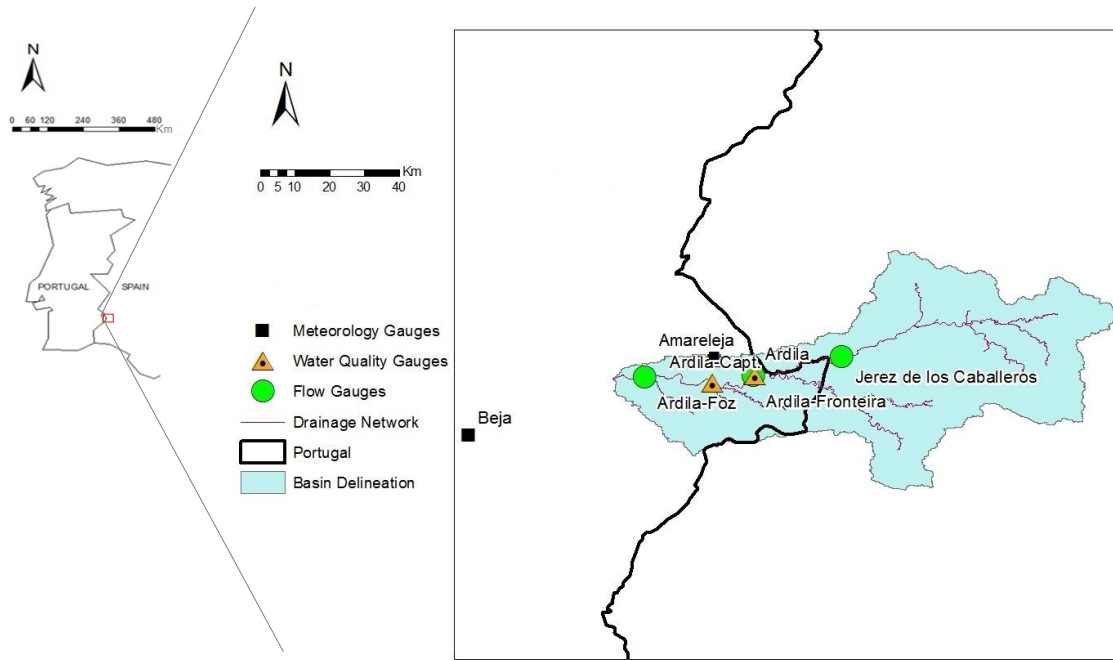 N
0 60 120 240 360 480
Km
PORTUGAL
SPAIN
N
Km
0 5 10 20 30 40
Meteorology Gauges
Water Quality Gauges
Flow Gauges
Drainage Network
Portugal
Basin Delineation
Amareleja
Ardila-Capt.
Ardila
Jerez de los Caballeros
Ardila-Foz
Ardila-Fronteira
Beja